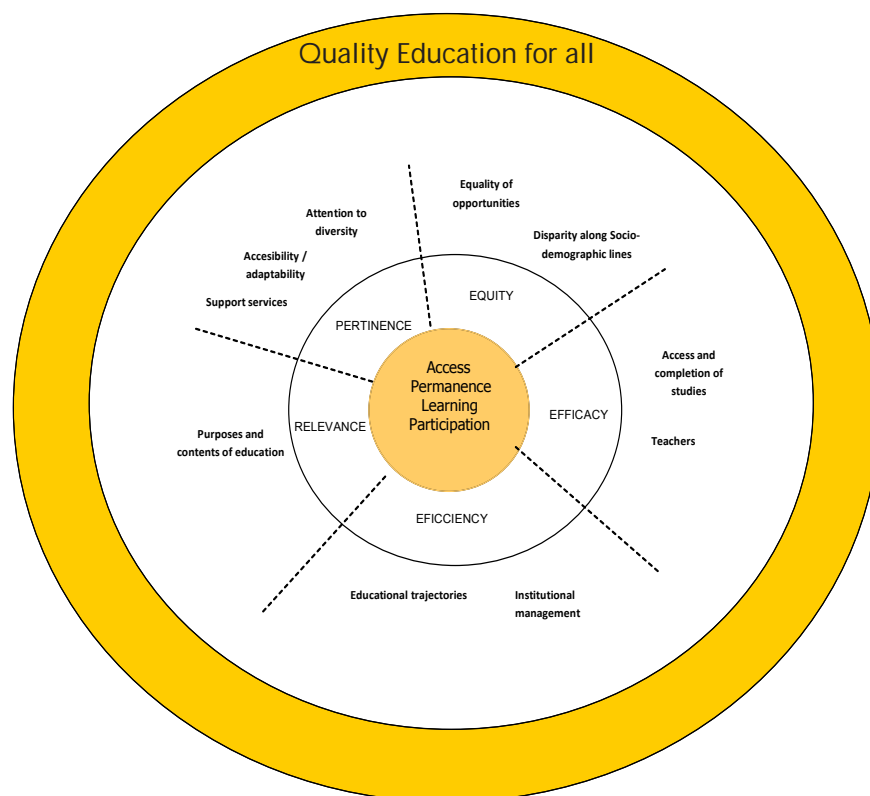 Quality Education for all
Equality of
opportunities
Attention to
diversity
Disparity along Socio-
demographic lines
Accesibility /
adaptability
Support services
EQUITY
PERTINENCE
Access
Permanence
Learning
Participation
Access and
completion of
studies
EFFICACY
RELEVANCE
Purposes and
contents of education
Teachers
EFICCIENCY
Educational trajectories
Institutional
management